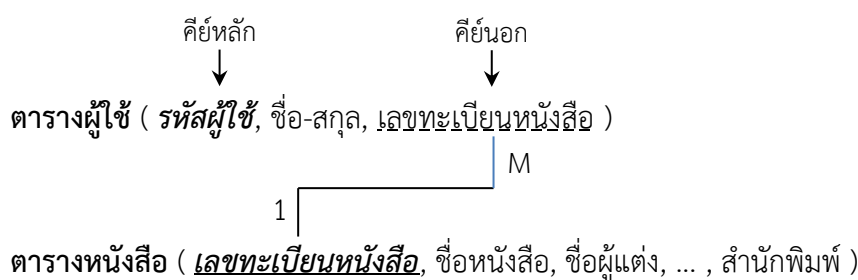 คีย์หลัก คีย์นอก
ตารางผู้ใช้ ( รหัสผู้ใช้, ชื่อ-สกุล, เลขทะเบียนหนังสือ )
M
1
ตารางหนังสือ ( เลขทะเบียนหนังสือ, ชื่อหนังสือ, ชื่อผู้แต่ง, ... , สำนักพิมพ์ )